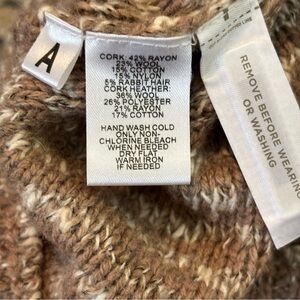 A
CORK: 42% RAYON
23% WOOL
15% COTTON
15% NYLON
5% RABBIT HAIR
CORK HEATHER:
36% WOOL
26% POLYESTER
21% RAYON
17% COTTON
HAND WASH COLD
ONLY NON-
CHLORINE BLEACH
WHEN NEEDED
DRY FLAT
WARM IRON
IF NEEDED
REMOVE BEFORE WEARING
OR WASHING